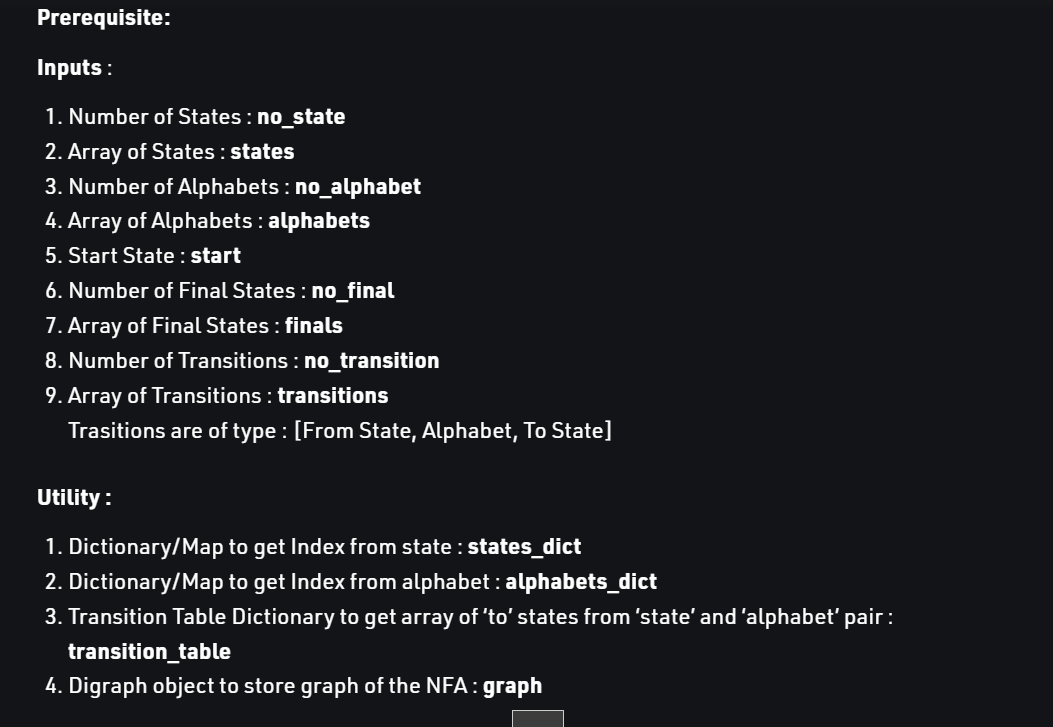 Prerequisite:
Inputs :
1. Number of States : no_state
2. Array of States : states
3. Number of Alphabets : no_alphabet
4. Array of Alphabets : alphabets
5. Start State : start
6. Number of Final States : no_final
7. Array of Final States : finals
8. Number of Transitions : no_transition
9. Array of Transitions : transitions
Trasitions are of type : [From State, Alphabet, To State]
Utility :
1. Dictionary/Map to get Index from state : states_dict
2. Dictionary/Map to get Index from alphabet : alphabets_dict
3. Transition Table Dictionary to get array of ‘to’ states from ‘state’ and ‘alphabet’ pair :
transition_table
4. Digraph object to store graph of the NFA : graph